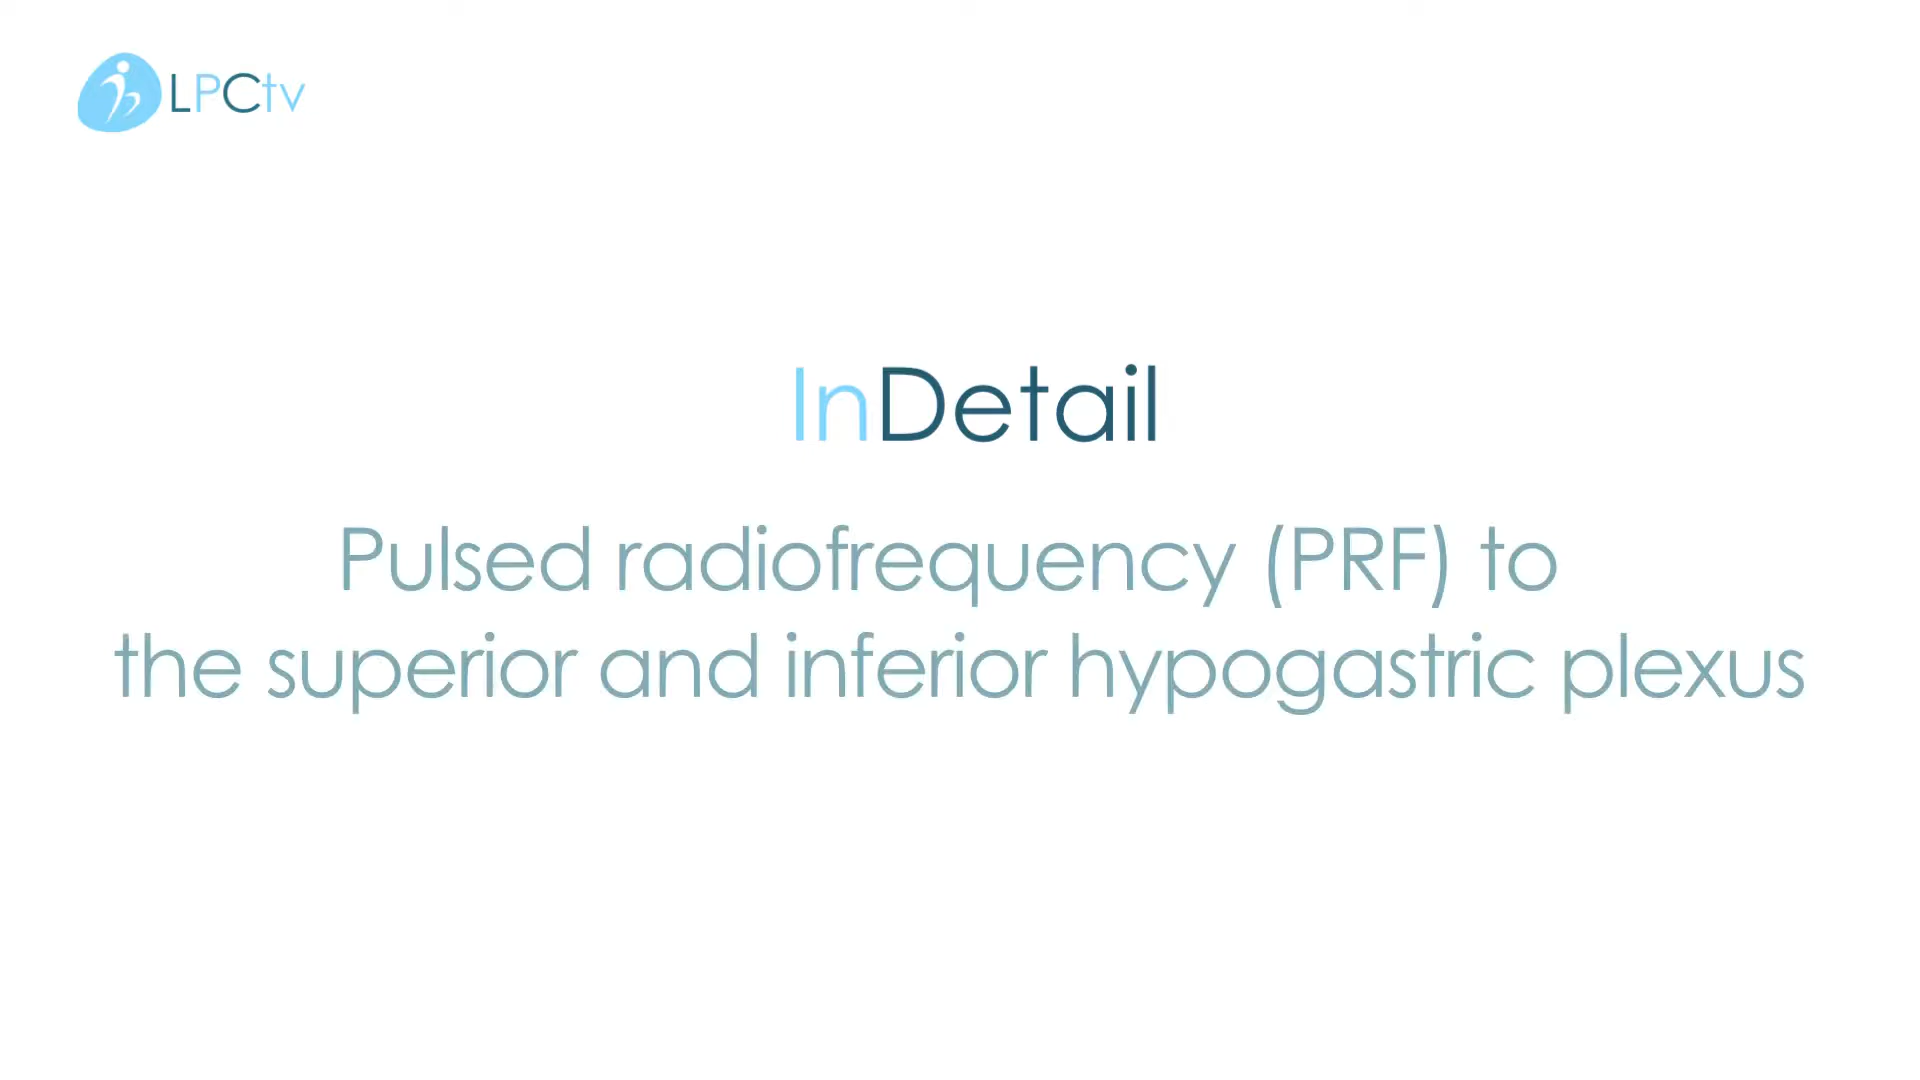 LPCtv
InDetail
Pulsed radiofrequency (PRF) to
the superior and inferior hypogastric plexus